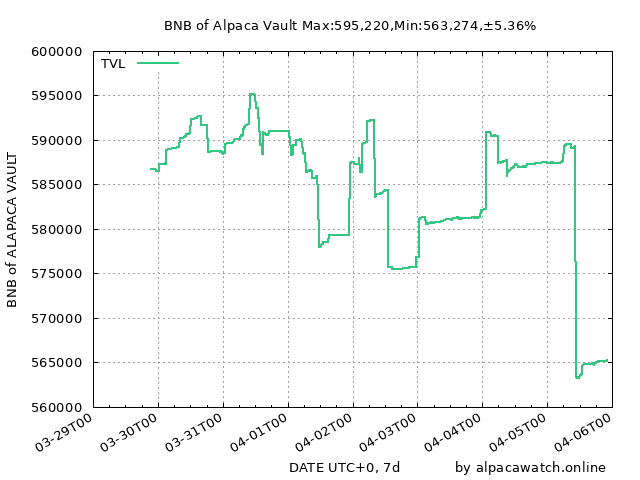 BNB of Alpaca Vault Max:595,220,Min:563,274,±5.36%
TVL
600000
595000
590000
585000
580000
575000
570000
565000
560000
BNB of ALAPACA VAULT
03-29T00
03-30T00
03-31T00
04-01T00
04-02T00
04-03T00
04-04T00
04-05T00
04-06T00
DATE UTC+0, 7d
by alpacawatch.online